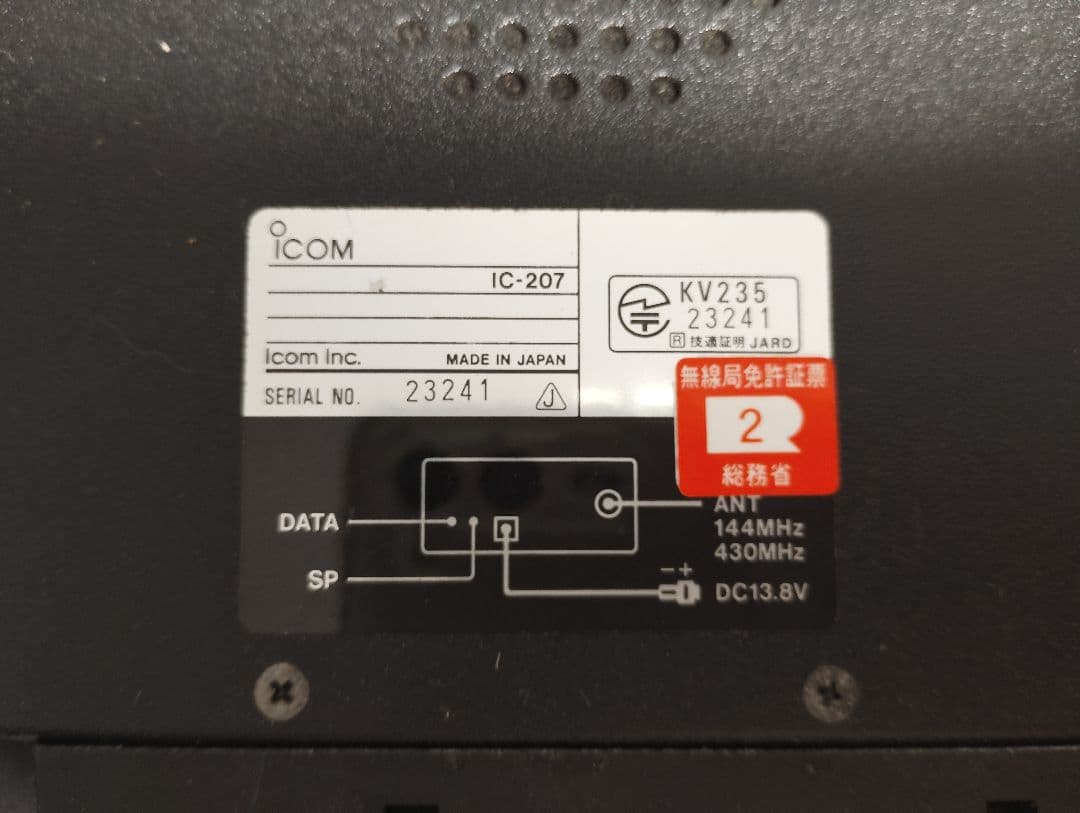 ICOM
IC-207
Icom Inc. MADE IN JAPAN
SERIAL NO. 23241 J
KV235
23241
R 技適証明 JARD
無線局免許証票
2
総務省
DATA
SP
ANT
144MHz
430MHz
- +
DC13.8V